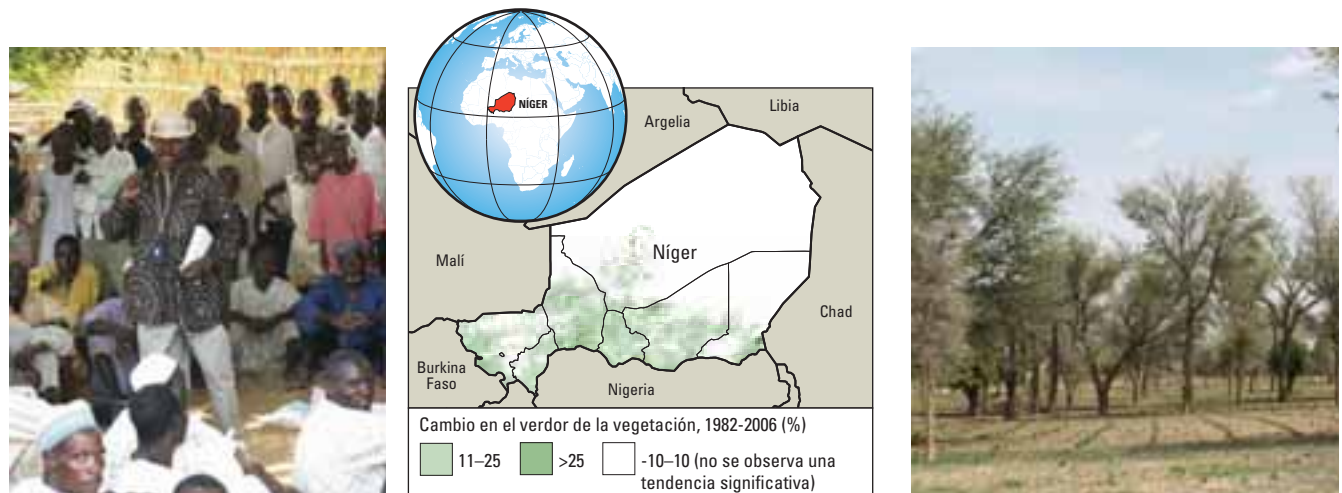 NÍGER
Libia
Argelia
Níger
Malí
Chad
Burkina
Faso
Nigeria
Cambio en el verdor de la vegetación, 1982-2006 (%)
11–25
>25
-10–10 (no se observa una
tendencia significativa)